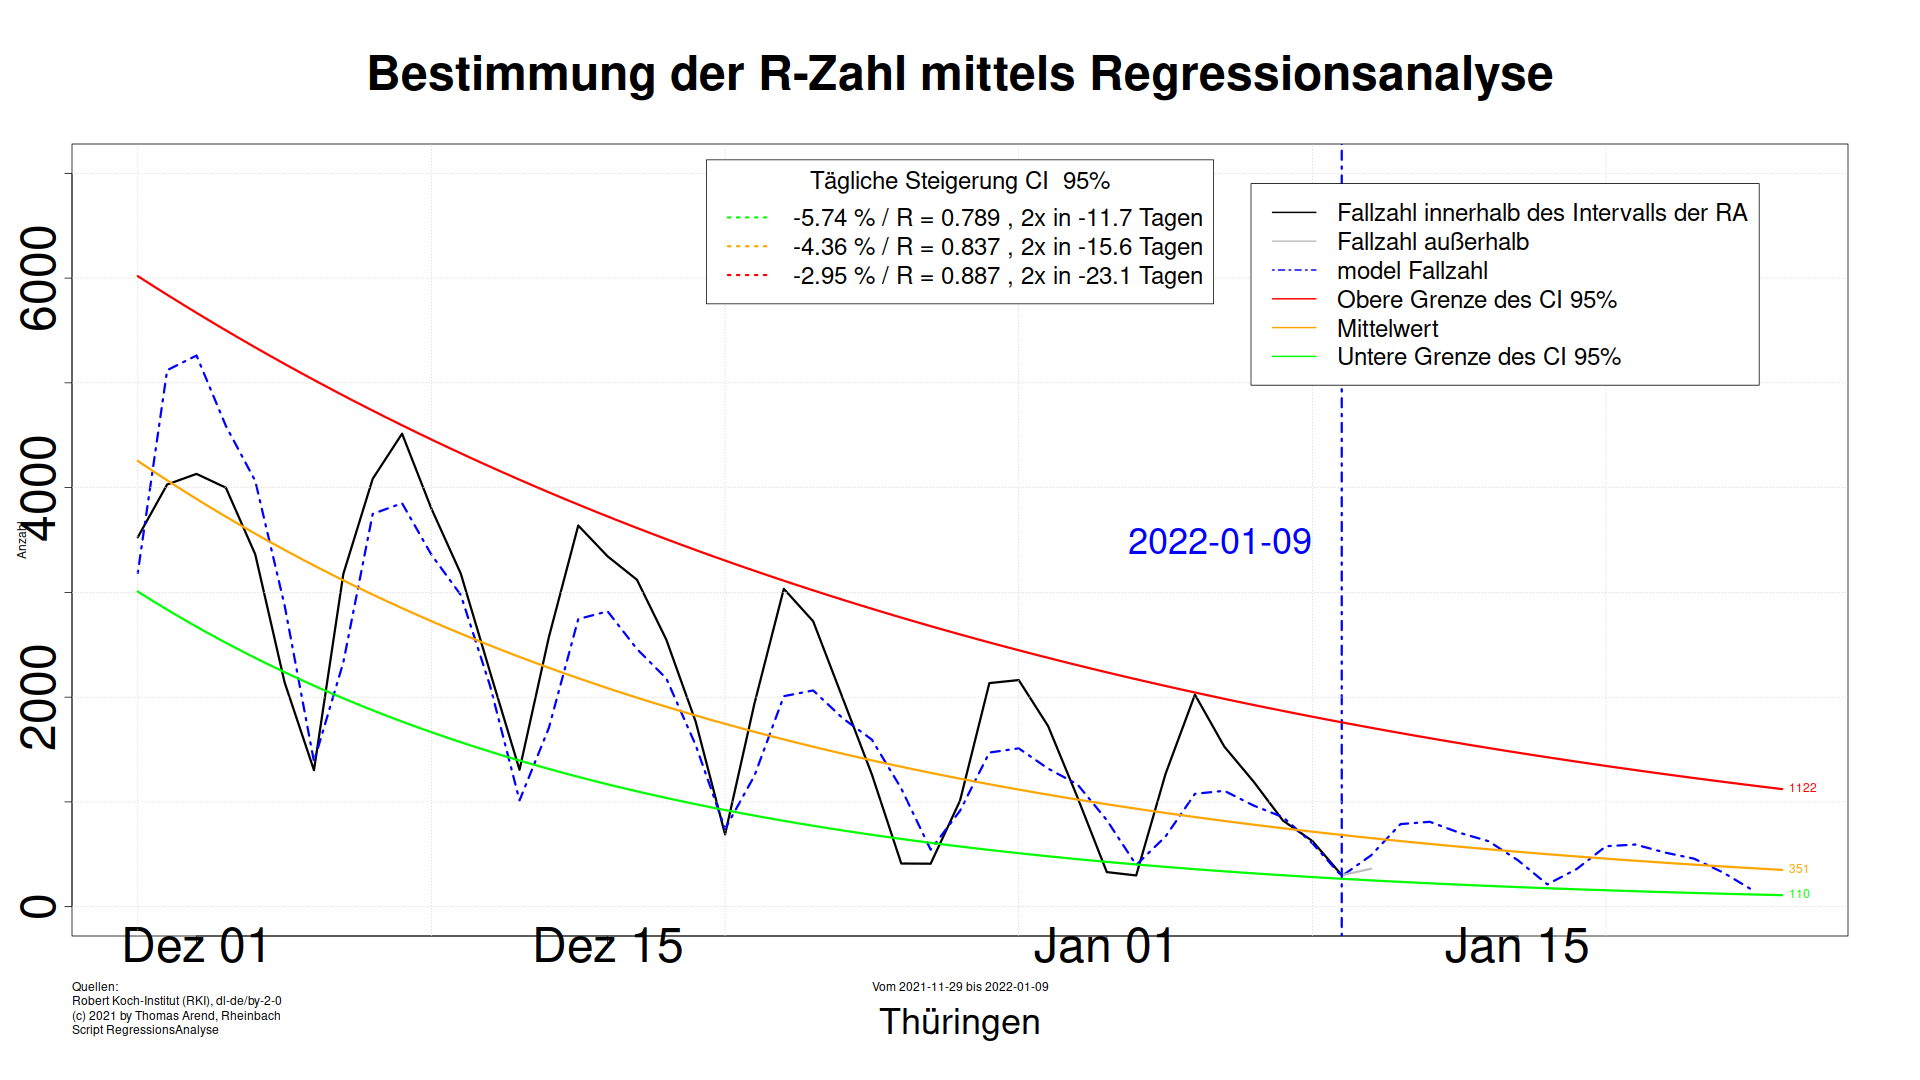 Bestimmung der R-Zahl mittels Regressionsanalyse
Tägliche Steigerung CI 95%
-5.74 % / R = 0.789 , 2x in -11.7 Tagen
-4.36 % / R = 0.837 , 2x in -15.6 Tagen
-2.95 % / R = 0.887 , 2x in -23.1 Tagen
Fallzahl innerhalb des Intervalls der RA
Fallzahl außerhalb
model Fallzahl
Obere Grenze des CI 95%
Mittelwert
Untere Grenze des CI 95%
6000
4000
2000
0
Anzahl
2022-01-09
1122
351
110
Dez 01
Dez 15
Jan 01
Jan 15
Quellen:
Robert Koch-Institut (RKI), dl-de/by-2-0
(c) 2021 by Thomas Arend, Rheinbach
Script RegressionsAnalyse
Vom 2021-11-29 bis 2022-01-09
Thüringen